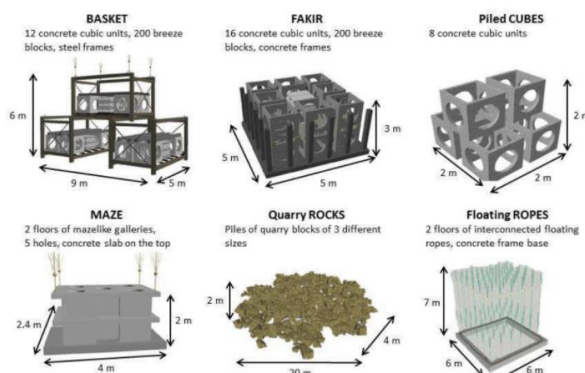 BASKET
12 concrete cubic units, 200 breeze
blocks, steel frames
6 m
9 m
5 m
FAKIR
16 concrete cubic units, 200 breeze
blocks, concrete frames
3 m
5 m
5 m
Piled CUBES
8 concrete cubic units
2 m
2 m
2 m
MAZE
2 floors of mazelike galleries,
5 holes, concrete slab on the top
2.4 m
2 m
4 m
Quarry ROCKS
Piles of quarry blocks of 3 different
sizes
2 m
4 m
20 m
Floating ROPES
2 floors of interconnected floating
ropes, concrete frame base
7 m
6 m
6 m